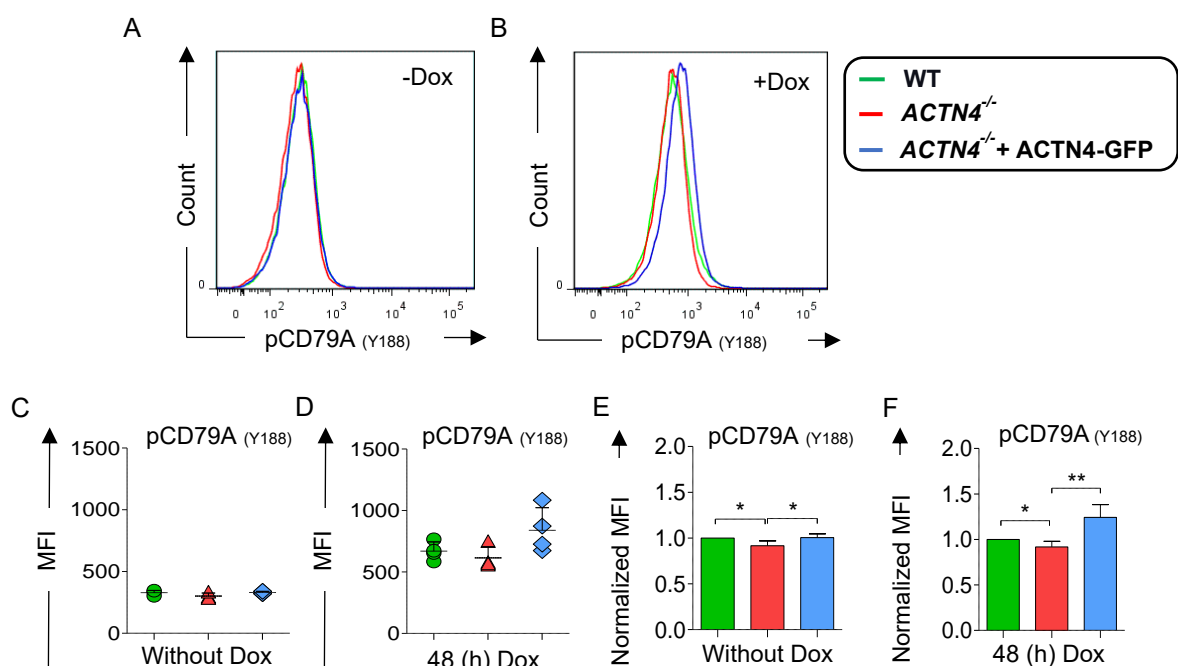 A
B
-Dox
+Dox
WT
ACTN4-/-
ACTN4-/- + ACTN4-GFP
Count
Count
0
0
0 10² 10³ 10⁴ 10⁵
0 10² 10³ 10⁴ 10⁵
pCD79A (Y188)
pCD79A (Y188)
C
D
E
F
pCD79A (Y188)
pCD79A (Y188)
pCD79A (Y188)
pCD79A (Y188)
MFI
1500
1000
500
0
Without Dox
MFI
1500
1000
500
0
48 (h) Dox
Normalized MFI
2.0
1.5
1.0
0.5
0.0
* *
Without Dox
Normalized MFI
2.0
1.5
1.0
0.5
0.0
* **
48 (h) Dox